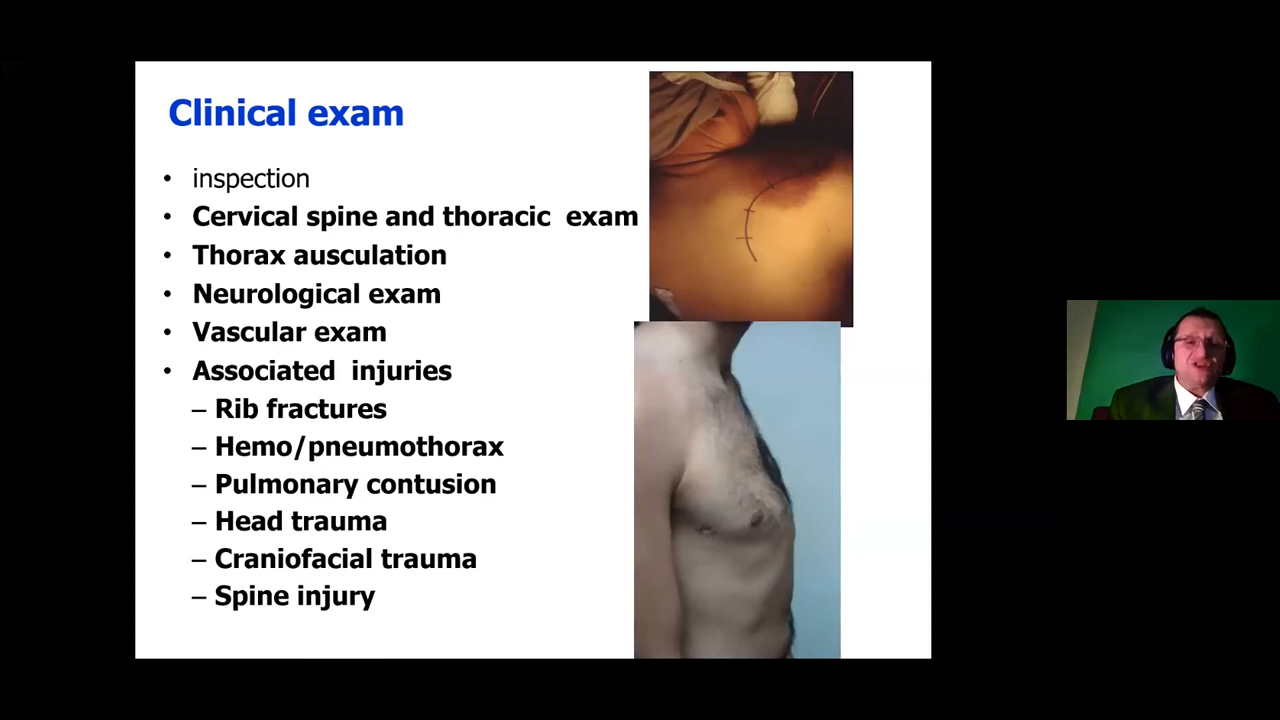 Clinical exam
• inspection
• Cervical spine and thoracic exam
• Thorax ausculation
• Neurological exam
• Vascular exam
• Associated injuries
– Rib fractures
– Hemo/pneumothorax
– Pulmonary contusion
– Head trauma
– Craniofacial trauma
– Spine injury